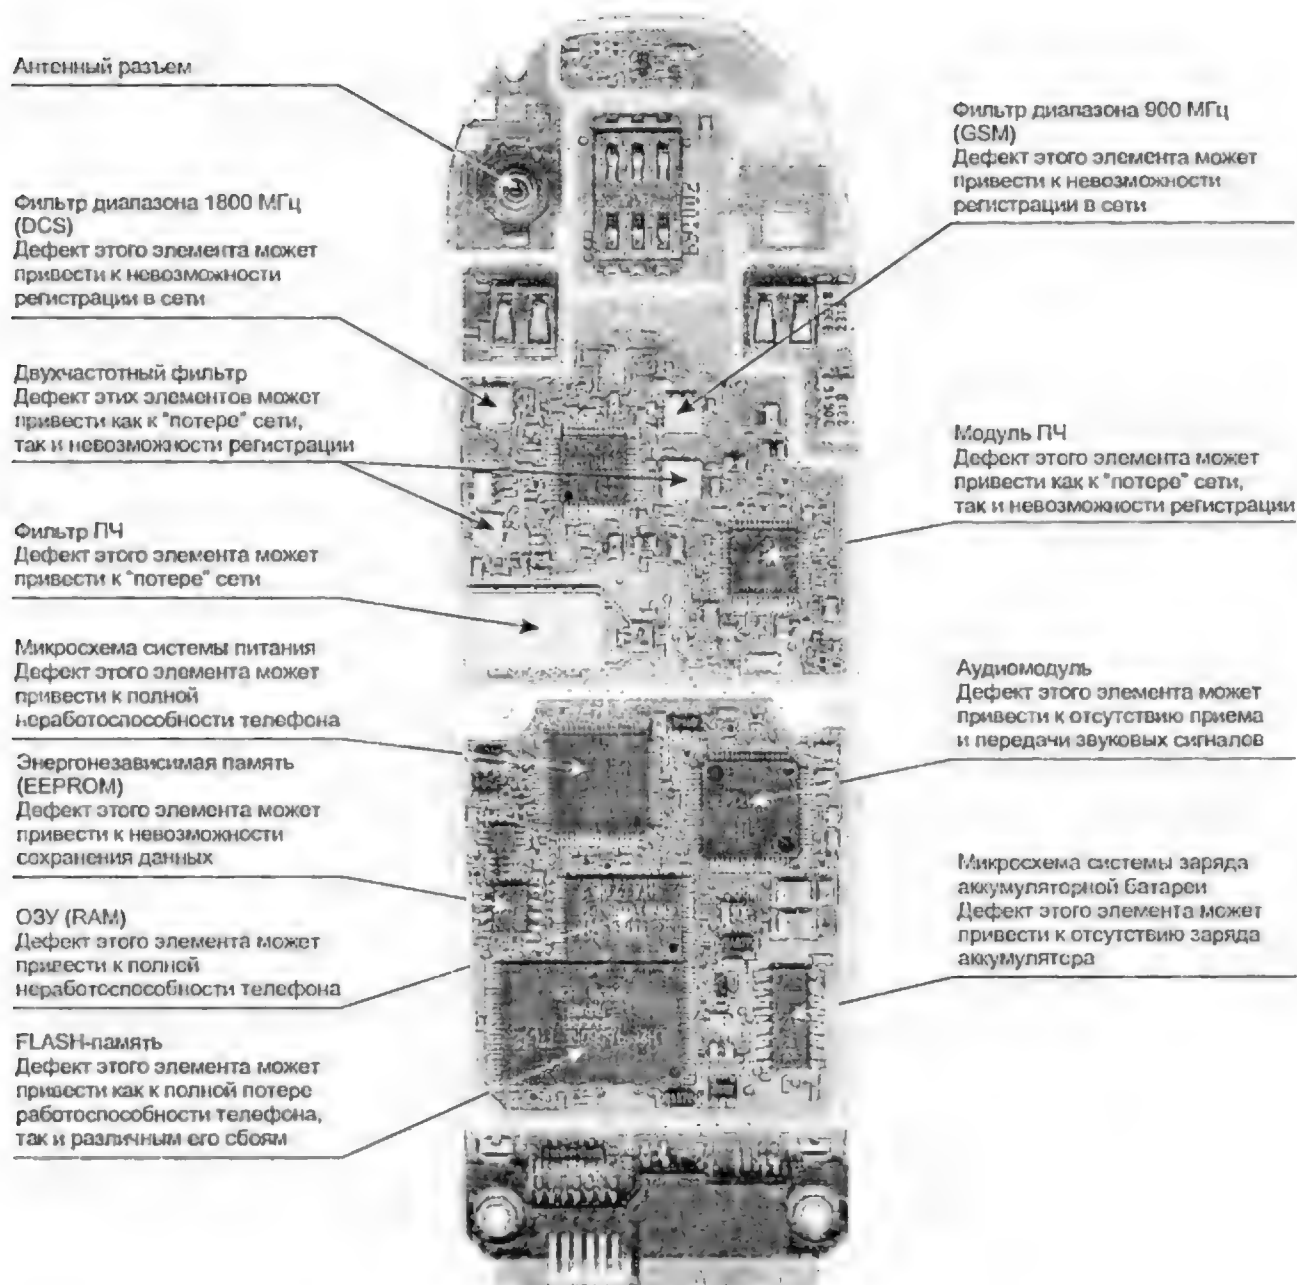 Антенный разъем
Фильтр диапазона 1800 МГц
(DCS)
Дефект этого элемента может
привести к невозможности
регистрации в сети
Двухчастотный фильтр
Дефект этих элементов может
привести как к "потере" сети,
так и невозможности регистрации
Фильтр ПЧ
Дефект этого элемента может
привести к "потере" сети
Микросхема системы питания
Дефект этого элемента может
привести к полной
неработоспособности телефона
Энергонезависимая память
(EEPROM)
Дефект этого элемента может
привести к невозможности
сохранения данных
ОЗУ (RAM)
Дефект этого элемента может
привести к полной
неработоспособности телефона
FLASH-память
Дефект этого элемента может
привести как к полной потере
работоспособности телефона,
так и различным его сбоям
Фильтр диапазона 900 МГц
(GSM)
Дефект этого элемента может
привести к невозможности
регистрации в сети
Модуль ПЧ
Дефект этого элемента может
привести как к "потере" сети,
так и невозможности регистрации
Аудиомодуль
Дефект этого элемента может
привести к отсутствию приема
и передачи звуковых сигналов
Микросхема системы заряда
аккумуляторной батареи
Дефект этого элемента может
привести к отсутствию заряда
аккумулятора